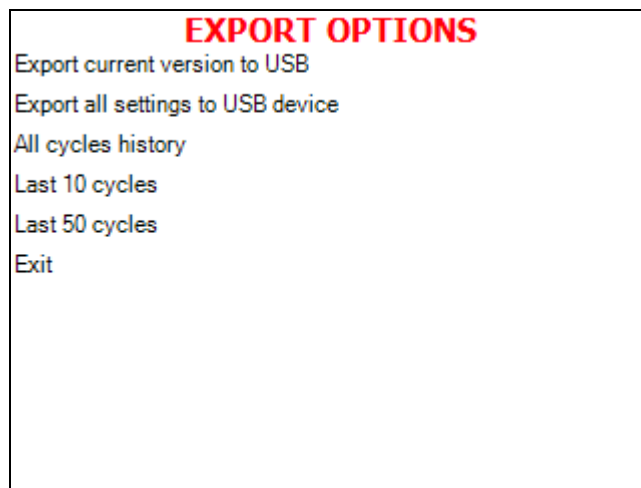 EXPORT OPTIONS
Export current version to USB
Export all settings to USB device
All cycles history
Last 10 cycles
Last 50 cycles
Exit